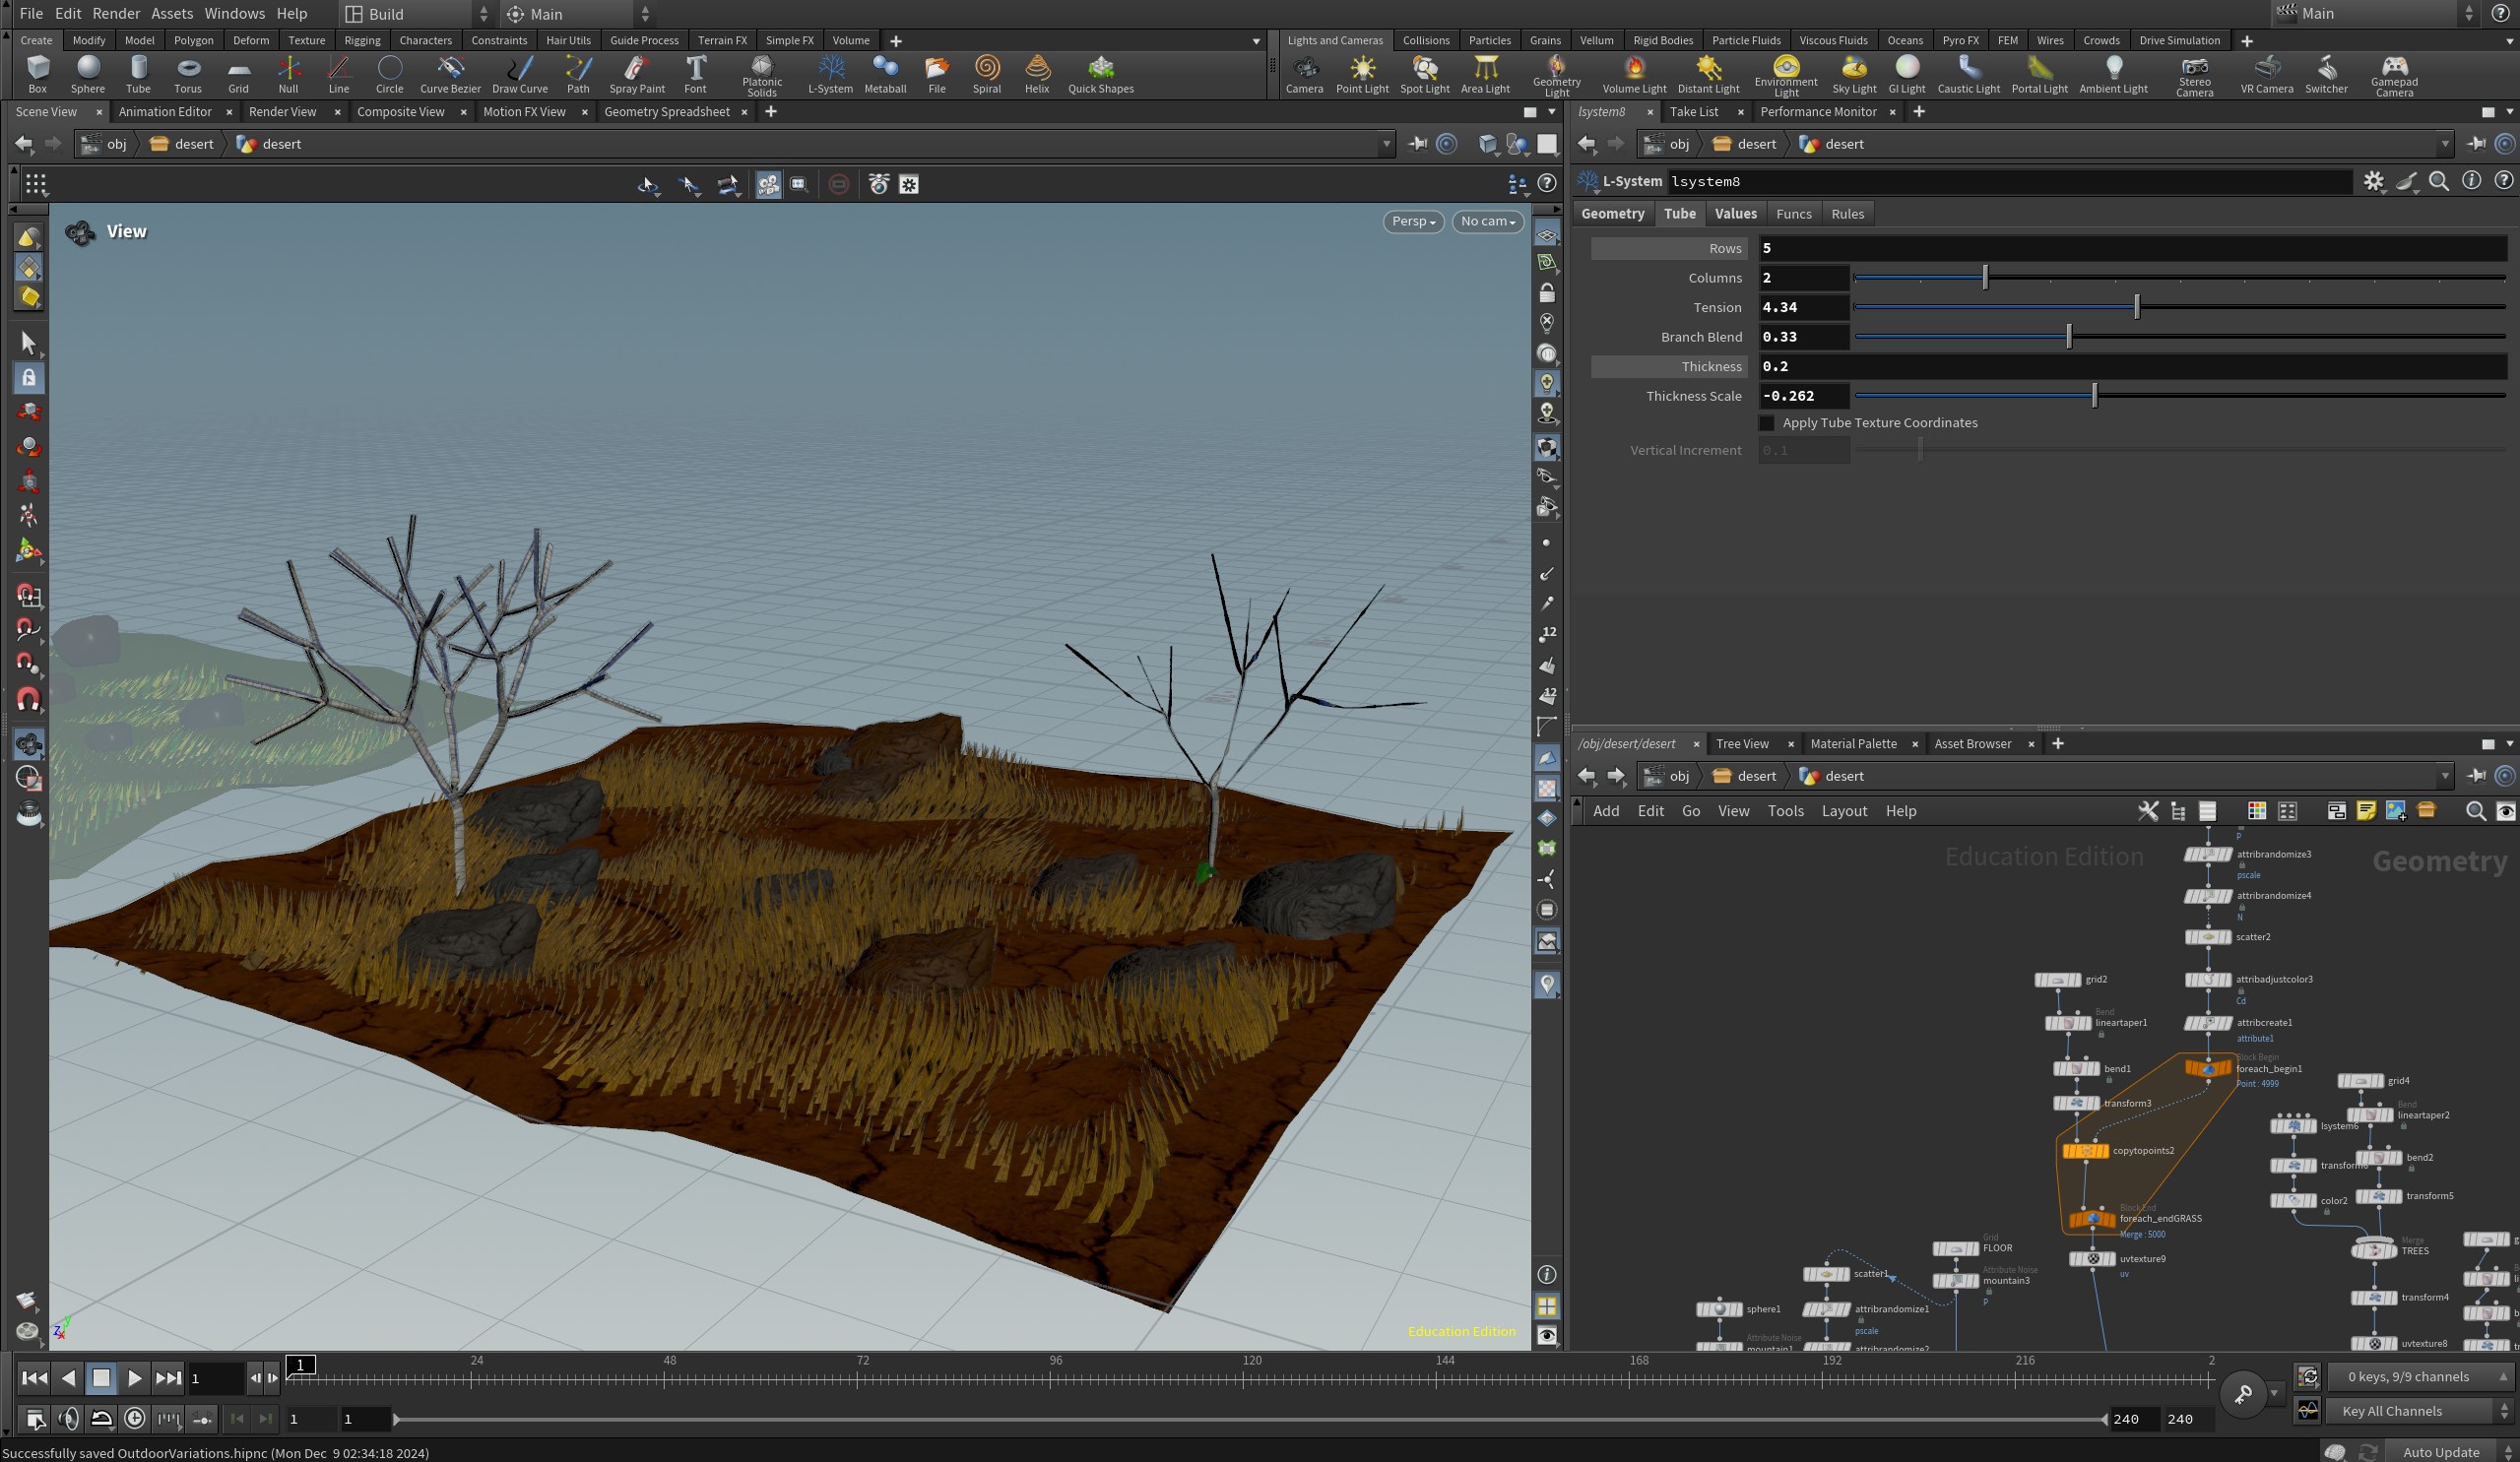 File Edit Render Assets Windows Help Build Main Main
Create Modify Model Polygon Deform Texture Rigging Characters Constraints Hair Utils Guide Process Terrain FX Simple FX Volume
Lights and Cameras Collisions Particles Grains Vellum Rigid Bodies Particle Fluids Viscous Fluids Oceans Pyro FX FEM Wires Crowds Drive Simulation
Box Sphere Tube Torus Grid Null Line Circle Curve Bezier Draw Curve Path Spray Paint Font Platonic Solids L-System Metaball File Spiral Helix Quick Shapes
Camera Point Light Spot Light Area Light Geometry Light Volume Light Distant Light Environment Light Sky Light GI Light Caustic Light Portal Light Ambient Light Stereo Camera VR Camera Switcher Gamepad Camera
Scene View Animation Editor Render View Composite View Motion FX View Geometry Spreadsheet
obj desert desert
View
Persp No cam
12
12
Education Edition
lsystem8 Take List Performance Monitor
obj desert desert
L-System lsystem8
Geometry Tube Values Funcs Rules
Rows 5
Columns 2
Tension 4.34
Branch Blend 0.33
Thickness 0.2
Thickness Scale -0.262
Apply Tube Texture Coordinates
Vertical Increment 0.1
/obj/desert/desert Tree View Material Palette Asset Browser
obj desert desert
Add Edit Go View Tools Layout Help
Education Edition Geometry
P
attribrandomize3
pscale
attribrandomize4
N
scatter2
grid2
attribadjustcolor3
Cd
Bend
lineartaper1
attribcreate1
attribute1
Block Begin
foreach_begin1
Point : 4999
bend1
grid4
transform3
Bend
lineartaper2
lsystem6
copytopoints2
bend2
transform6
transform5
color2
Block End
foreach_endGRASS
Merge : 5000
Grid
FLOOR
Merge
TREES
uvtexture9
uv
scatter1
Attribute Noise
mountain3
P
transform4
sphere1
attribrandomize1
pscale
Attribute Noise
mountain1
attribrandomize2
uvtexture8
1 1 24 48 72 96 120 144 168 192 216 2
0 keys, 9/9 channels
1 1 240 240
Key All Channels
Successfully saved OutdoorVariations.hipnc (Mon Dec 9 02:34:18 2024)
Auto Update